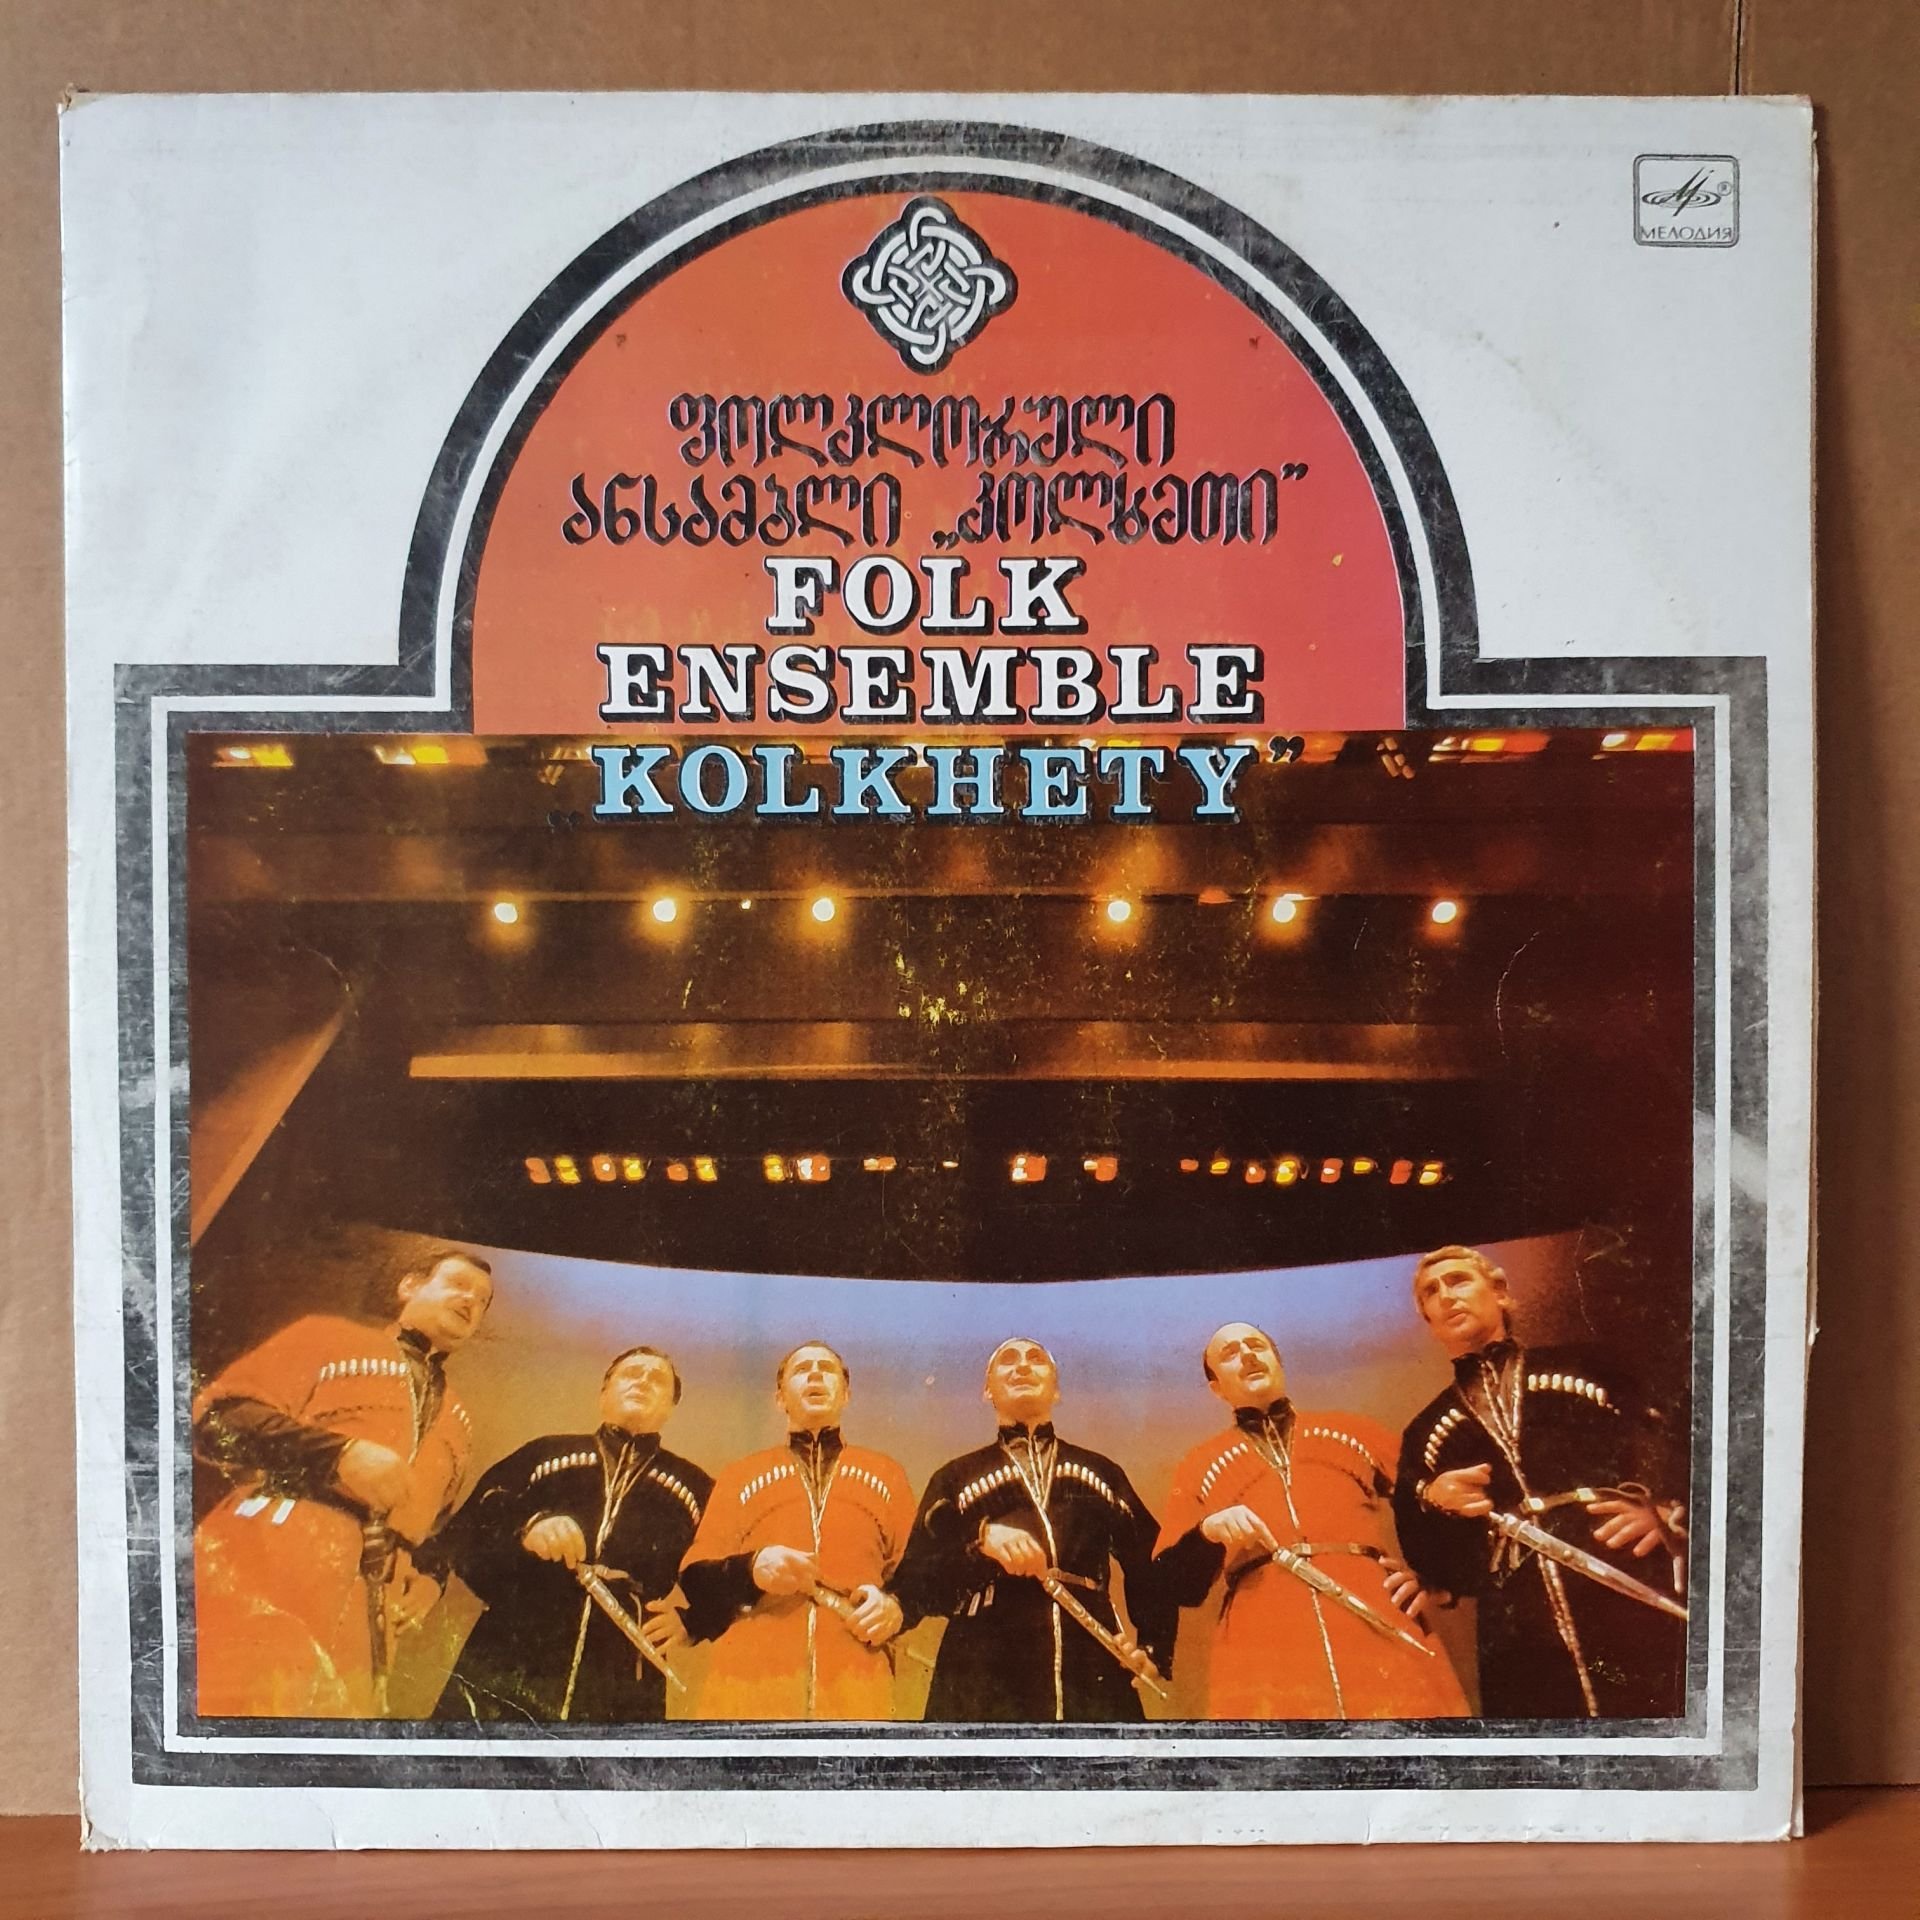 МЕЛОДИЯ
ფოლკლორული
ანსამბლი „კოლხეთი”
FOLK
ENSEMBLE
„KOLKHETY”